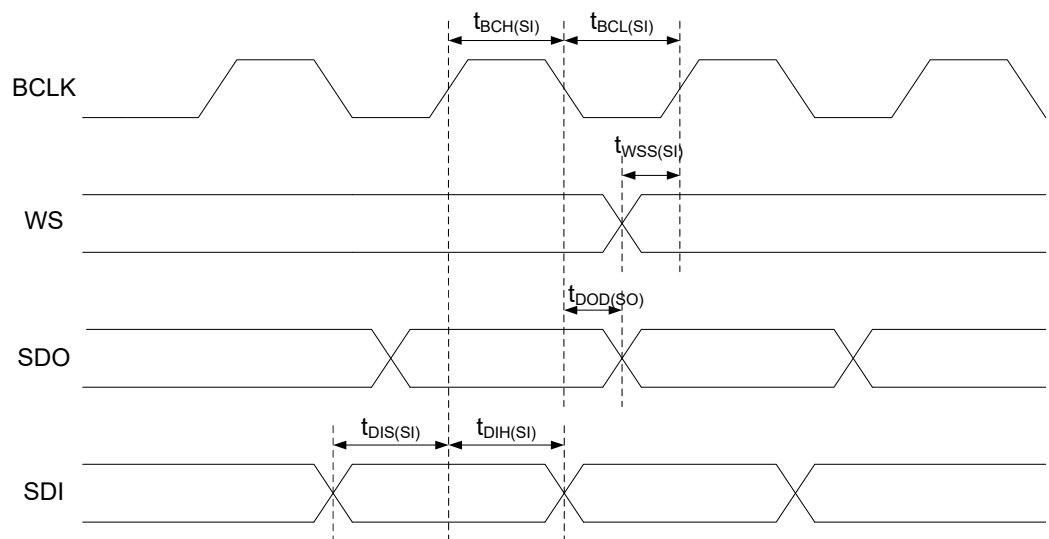 tBCH(SI) tBCL(SI)
BCLK
tWSS(SI)
WS
tDOD(SO)
SDO
tDIS(SI) tDIH(SI)
SDI